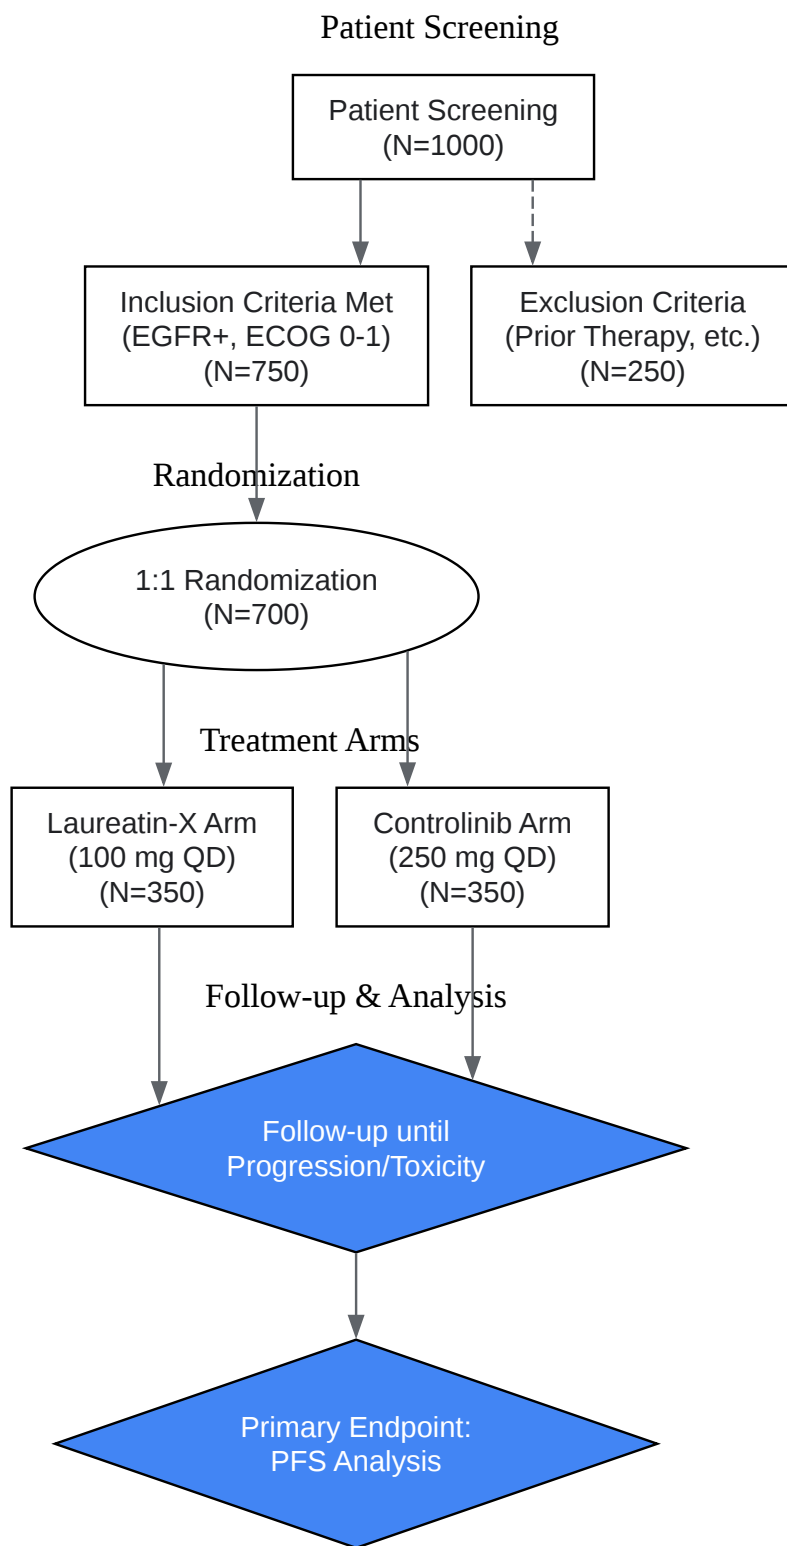 Patient Screening
Patient Screening
(N=1000)
Inclusion Criteria Met
(EGFR+, ECOG 0-1)
(N=750)
Exclusion Criteria
(Prior Therapy, etc.)
(N=250)
Randomization
1:1 Randomization
(N=700)
Treatment Arms
Laureatin-X Arm
(100 mg QD)
(N=350)
Controlinib Arm
(250 mg QD)
(N=350)
Follow-up & Analysis
Follow-up until
Progression/Toxicity
Primary Endpoint:
PFS Analysis